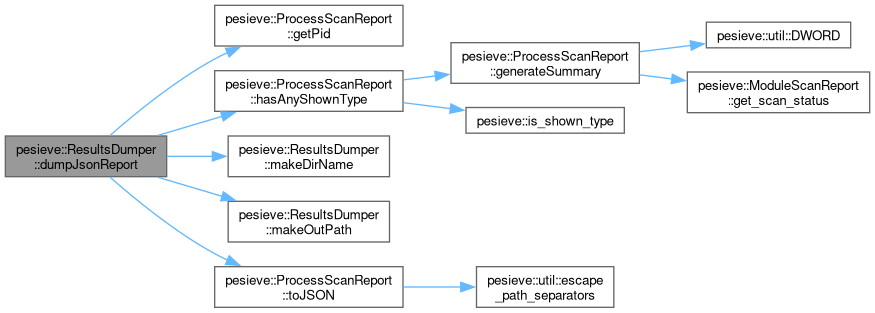 pesieve::ResultsDumper
::dumpJsonReport
pesieve::ProcessScanReport
::getPid
pesieve::ProcessScanReport
::hasAnyShownType
pesieve::ResultsDumper
::makeDirName
pesieve::ResultsDumper
::makeOutPath
pesieve::ProcessScanReport
::toJSON
pesieve::ProcessScanReport
::generateSummary
pesieve::is_shown_type
pesieve::util::escape
_path_separators
pesieve::util::DWORD
pesieve::ModuleScanReport
::get_scan_status